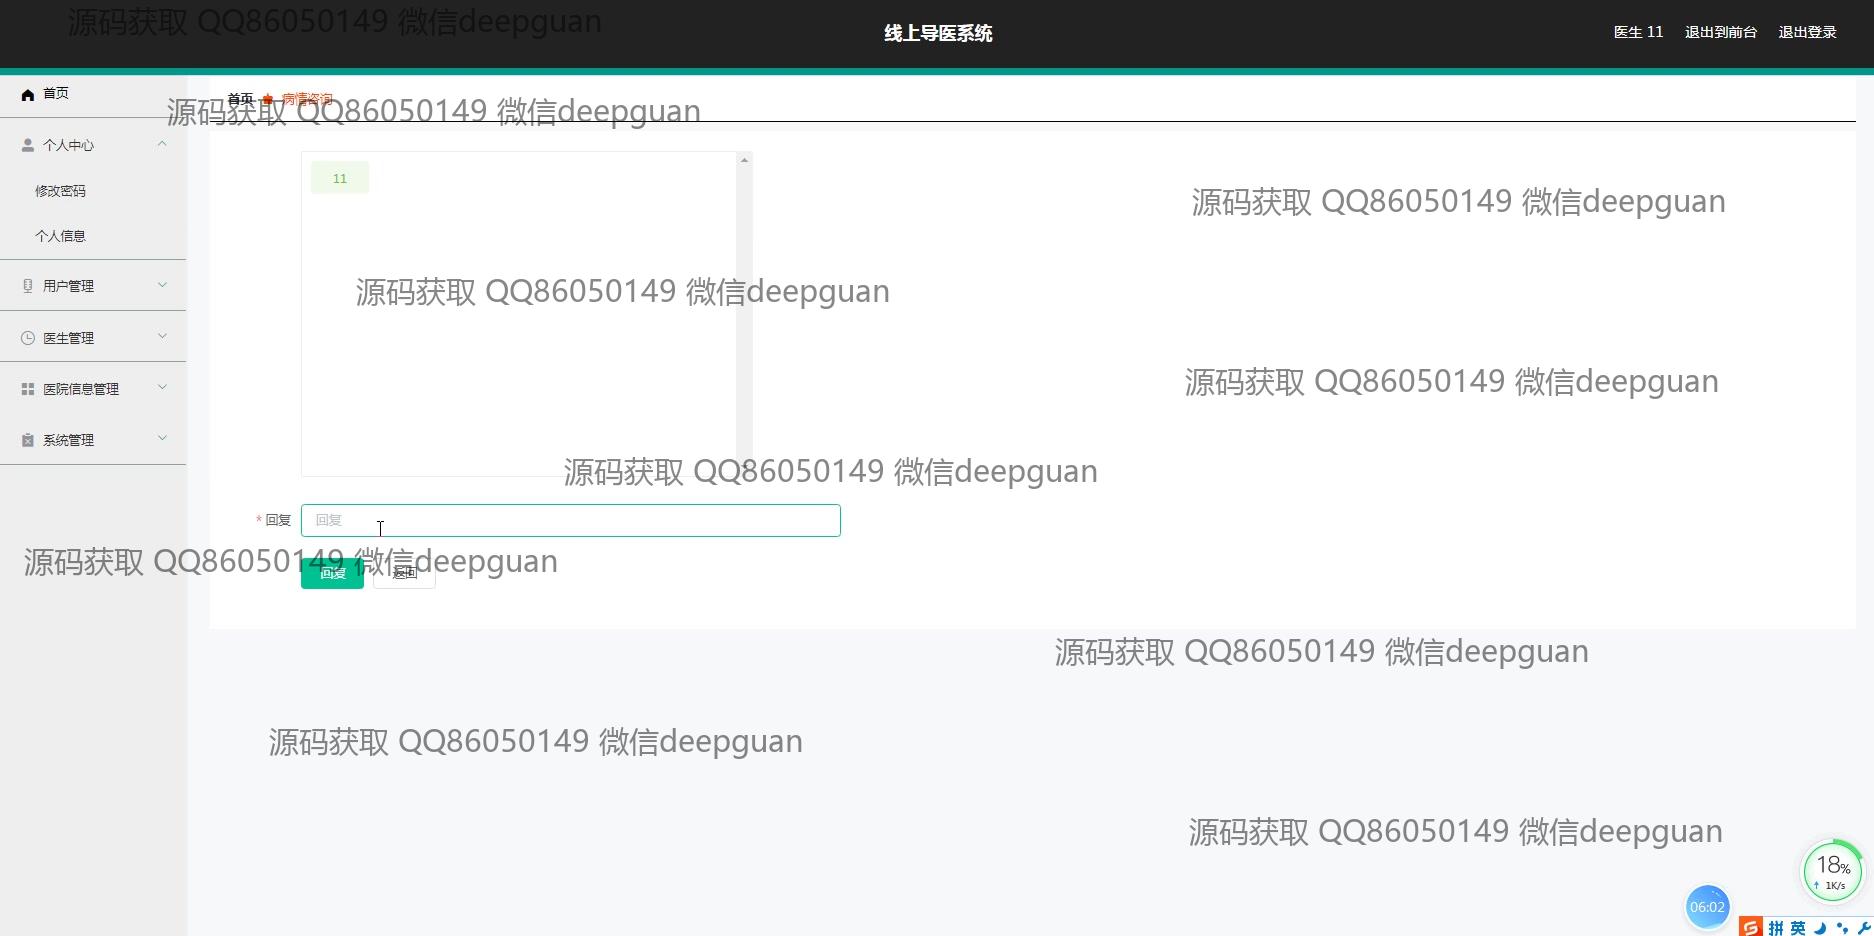 源码获取 QQ86050149 微信deepguan
线上导医系统
医生 11 退出到前台 退出登录
首页
首页 病情咨询
源码获取 QQ86050149 微信deepguan
个人中心
11
修改密码
源码获取 QQ86050149 微信deepguan
个人信息
用户管理
源码获取 QQ86050149 微信deepguan
医生管理
医院信息管理
源码获取 QQ86050149 微信deepguan
系统管理
源码获取 QQ86050149 微信deepguan
* 回复 回复
源码获取 QQ86050149 微信deepguan
回复 返回
源码获取 QQ86050149 微信deepguan
源码获取 QQ86050149 微信deepguan
源码获取 QQ86050149 微信deepguan
18%
1K/s
06:02
拼 英